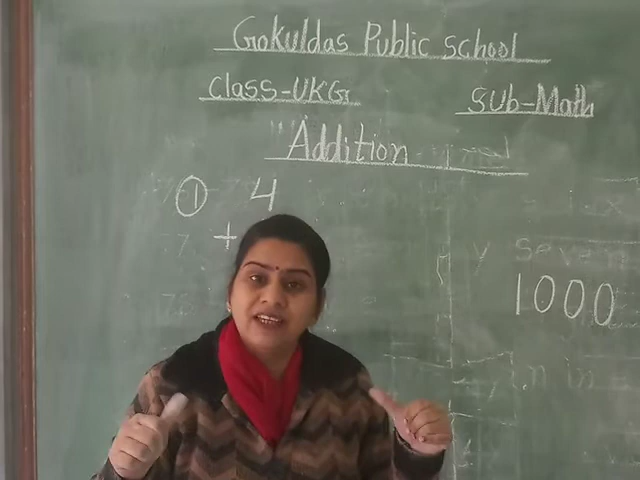 Gokuldas Public School
Class-UKG Sub-Math
Addition
① 4
+
seven
1000